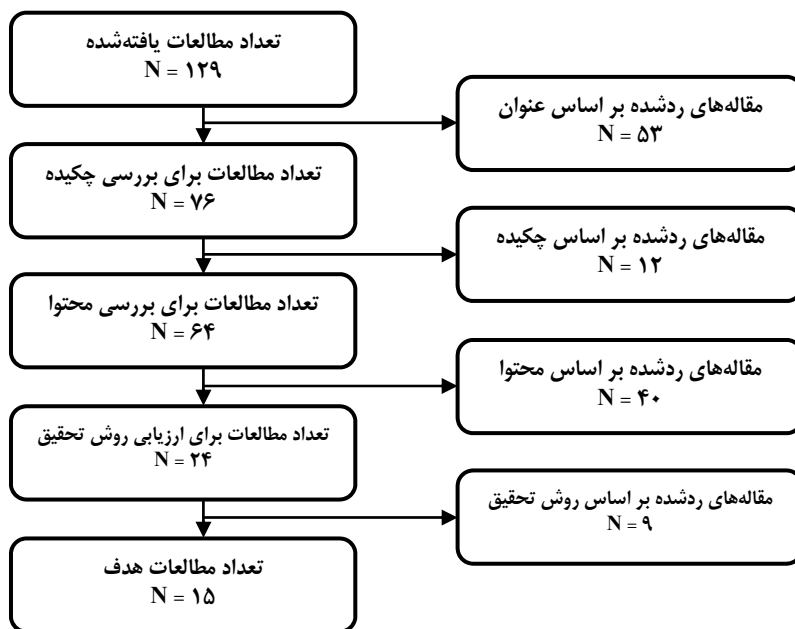 تعداد مطالعات یافته‌شده
N = ۱۲۹
مقاله‌های ردشده بر اساس عنوان
N = ۵۳
تعداد مطالعات برای بررسی چکیده
N = ۷۶
مقاله‌های ردشده بر اساس چکیده
N = ۱۲
تعداد مطالعات برای بررسی محتوا
N = ۶۴
مقاله‌های ردشده بر اساس محتوا
N = ۴۰
تعداد مطالعات برای ارزیابی روش تحقیق
N = ۲۴
مقاله‌های ردشده بر اساس روش تحقیق
N = ۹
تعداد مطالعات هدف
N = ۱۵